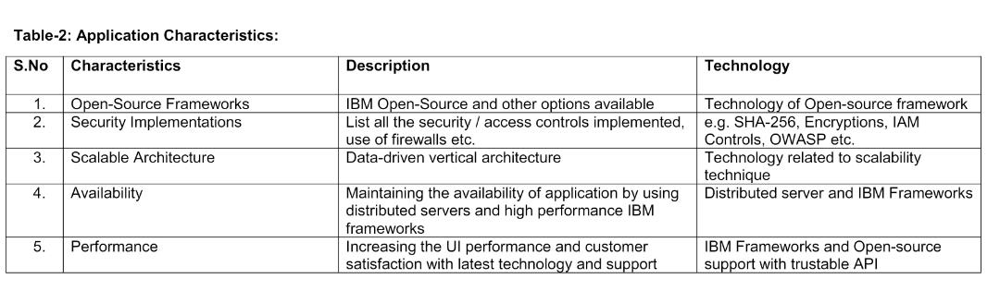 Table-2: Application Characteristics:
S.No Characteristics Description Technology
1. Open-Source Frameworks IBM Open-Source and other options available Technology of Open-source framework
2. Security Implementations List all the security / access controls implemented, e.g. SHA-256, Encryptions, IAM
use of firewalls etc. Controls, OWASP etc.
3. Scalable Architecture Data-driven vertical architecture Technology related to scalability
technique
4. Availability Maintaining the availability of application by using Distributed server and IBM Frameworks
distributed servers and high performance IBM
frameworks
5. Performance Increasing the UI performance and customer IBM Frameworks and Open-source
satisfaction with latest technology and support support with trustable API